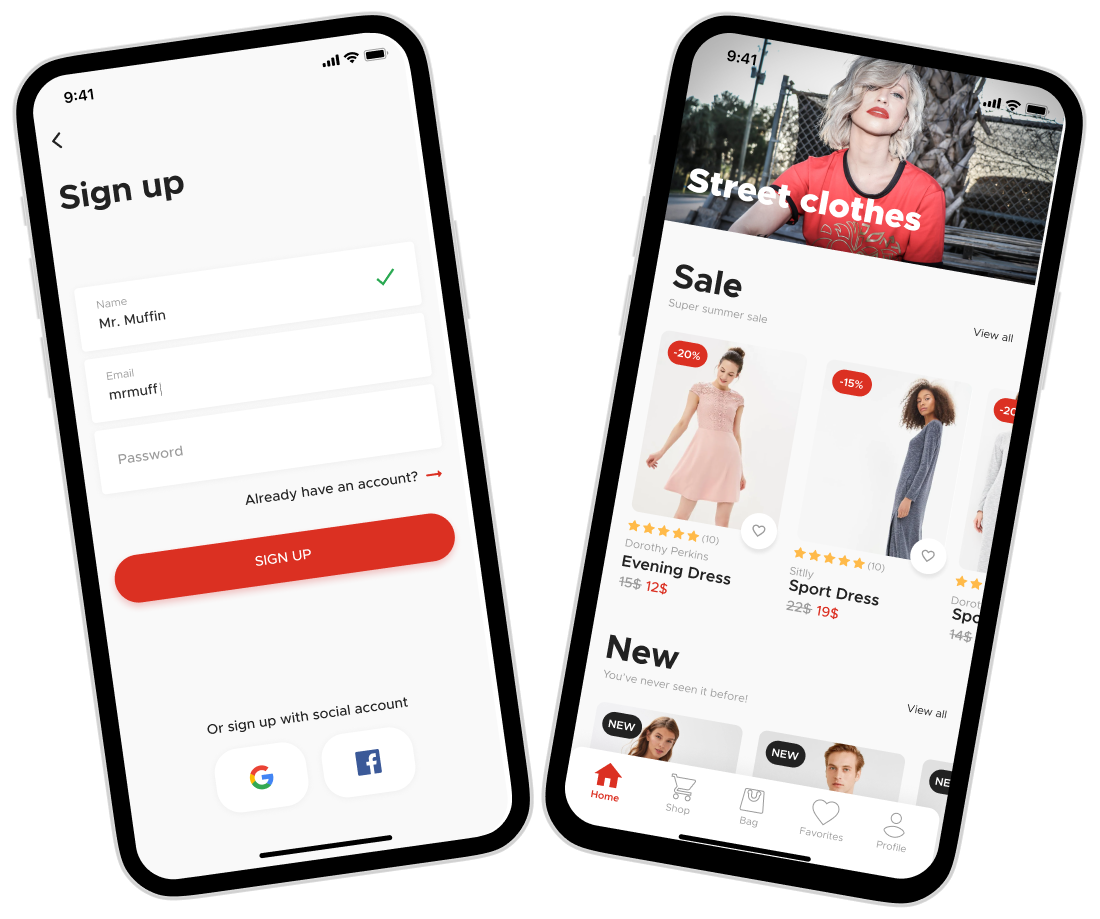 9:41
Sign up
Name
Mr. Muffin
Email
mrmuff
Password
Already have an account?
SIGN UP
Or sign up with social account
9:41
Street clothes
Sale
Super summer sale
View all
-20%
-15%
-20
(10)
Dorothy Perkins
Evening Dress
15$ 12$
(10)
Sitlly
Sport Dress
22$ 19$
Dorot
Spo
14$
New
You've never seen it before!
View all
NEW
NEW
NE
Home
Shop
Bag
Favorites
Profile